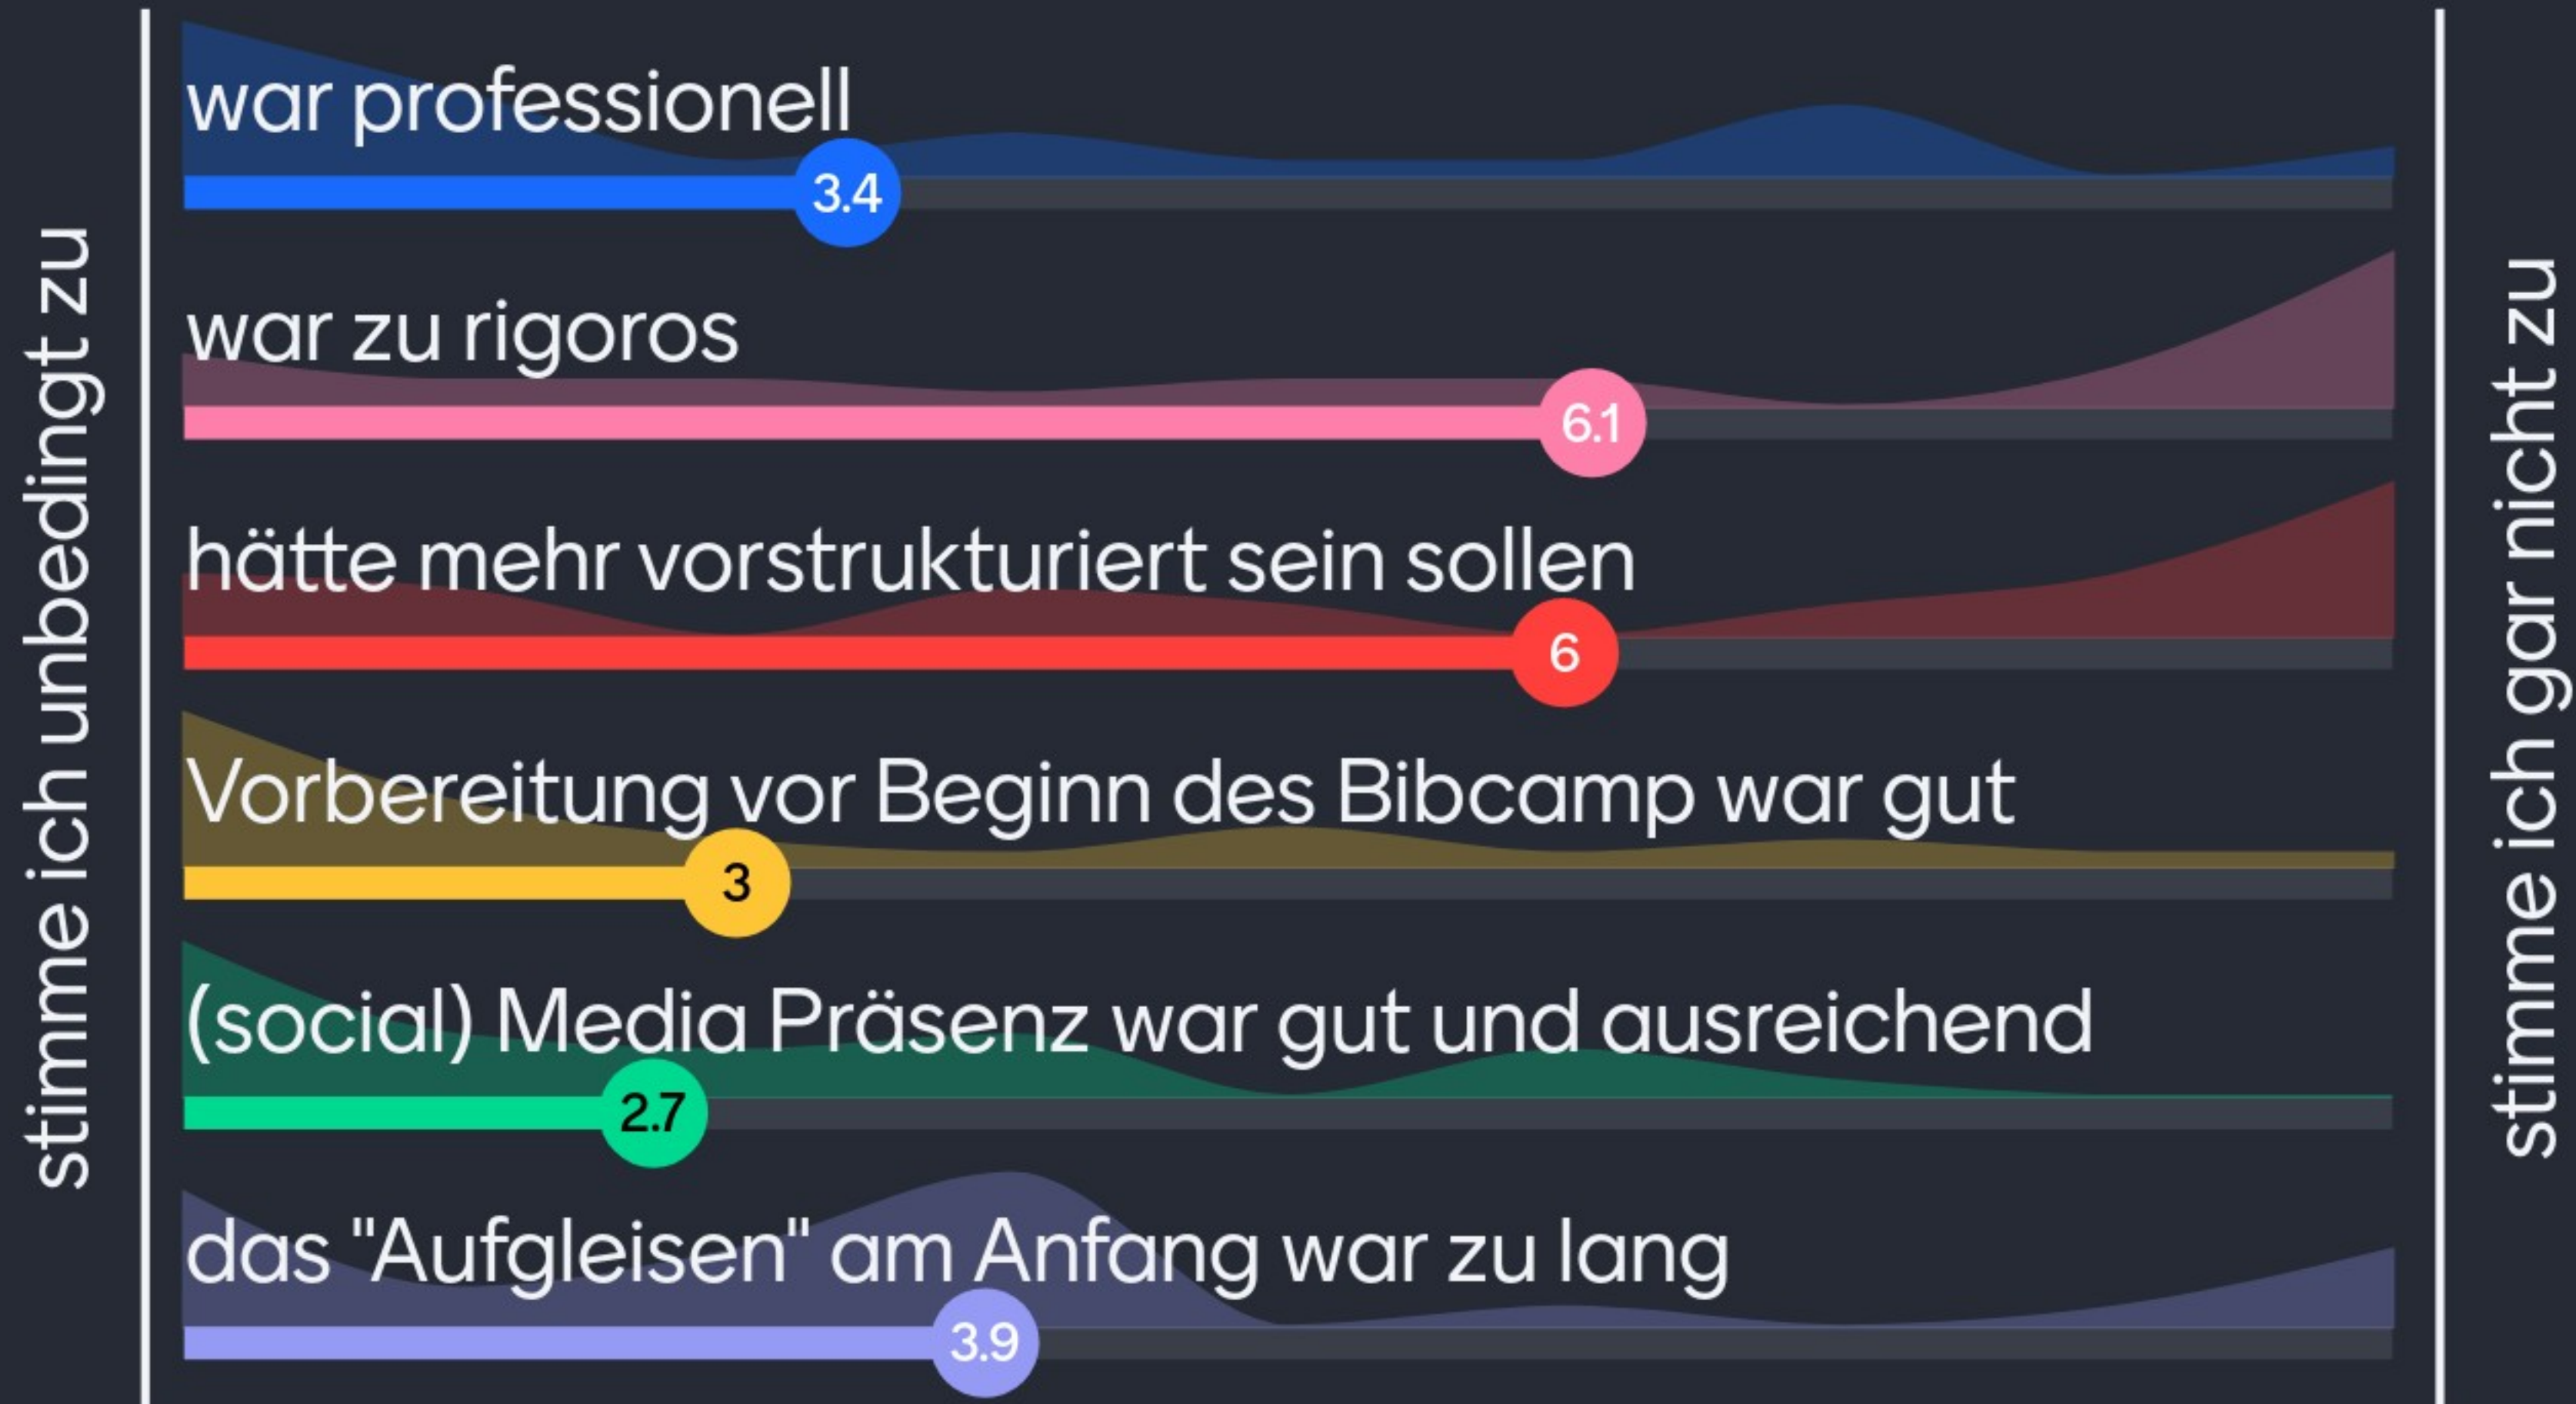 stimme ich unbedingt zu
war professionell
3.4
war zu rigoros
6.1
hätte mehr vorstrukturiert sein sollen
6
Vorbereitung vor Beginn des Bibcamp war gut
3
(social) Media Präsenz war gut und ausreichend
2.7
das "Aufgleisen" am Anfang war zu lang
3.9
stimme ich gar nicht zu